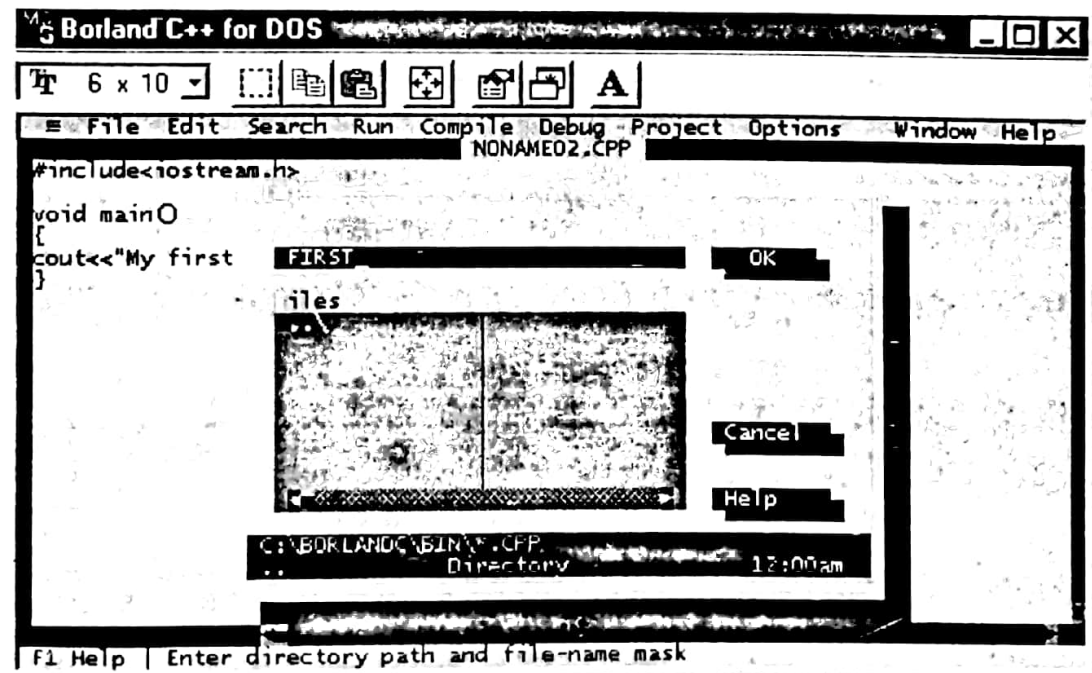 MS Borland C++ for DOS
Tr 6 x 10 A
≡ File Edit Search Run Compile Debug Project Options Window Help
NONAME02.CPP
#include<iostream.h>
void main()
{
cout<<"My first
}
FIRST
OK
iles
..
Cancel
Help
C:\BORLANDC\BIN\*.CPP
.. Directory 12:00am
F1 Help | Enter directory path and file-name mask